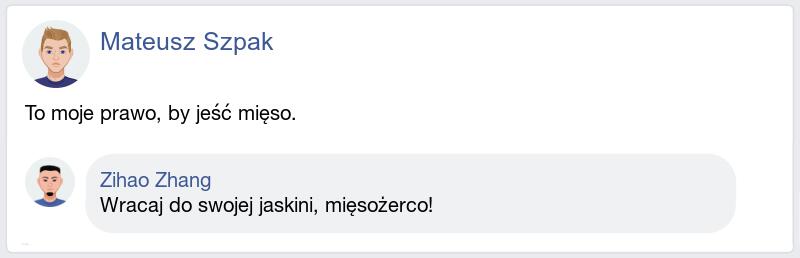 Mateusz Szpak
To moje prawo, by jeść mięso.
Zihao Zhang
Wracaj do swojej jaskini, mięsożerco!